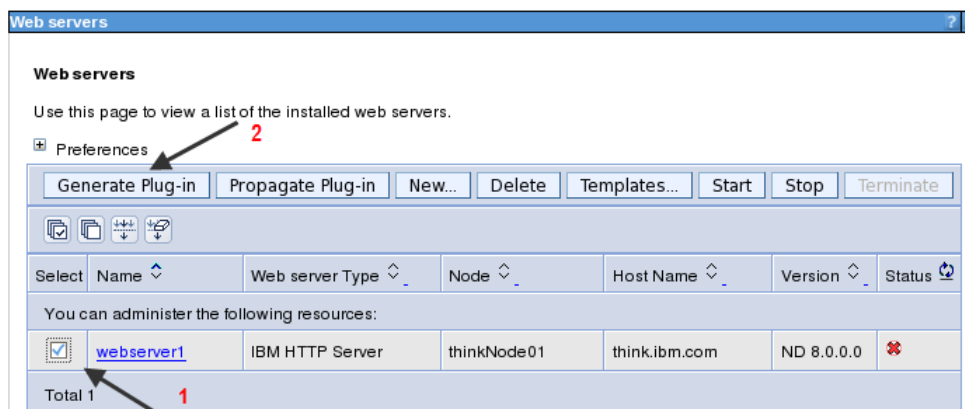 Web servers ?
Web servers
Use this page to view a list of the installed web servers.
2
Preferences
Generate Plug-in Propagate Plug-in New... Delete Templates... Start Stop Terminate
Select Name Web server Type Node Host Name Version Status
You can administer the following resources:
webserver1 IBM HTTP Server thinkNode01 think.ibm.com ND 8.0.0.0
Total 1 1